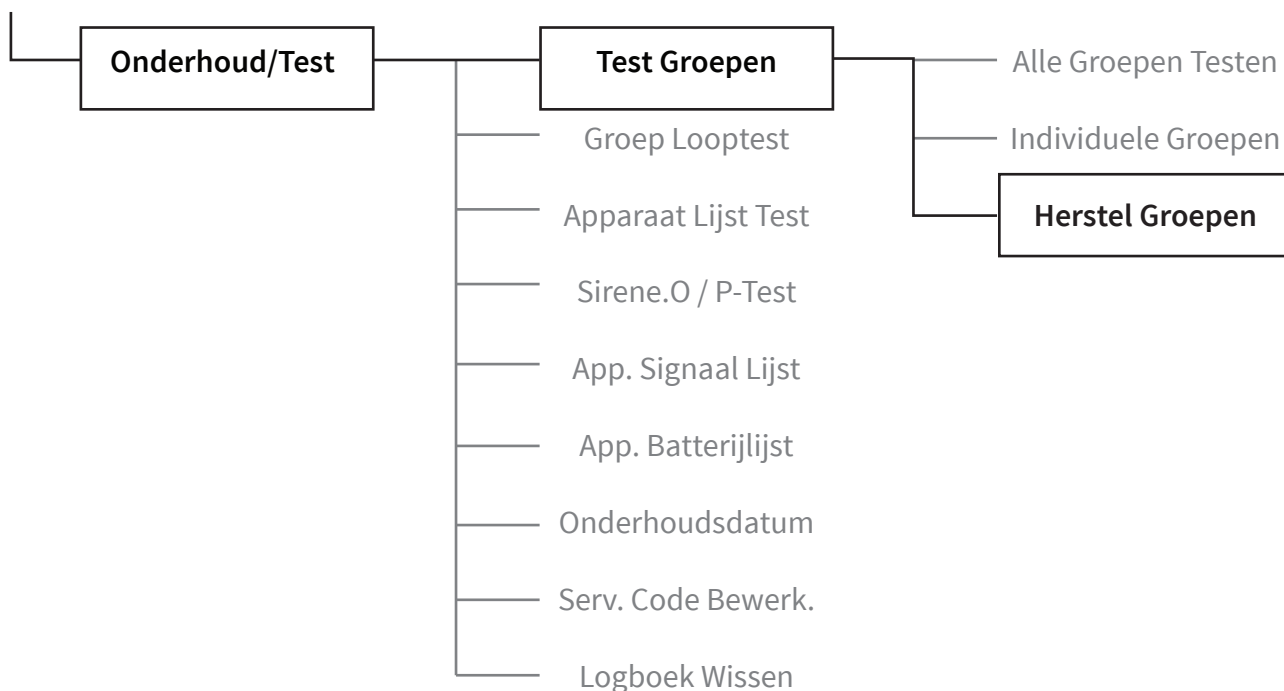 Onderhoud/Test
Test Groepen
Alle Groepen Testen
Groep Looptest
Individuele Groepen
Apparaat Lijst Test
Herstel Groepen
Sirene.O / P-Test
App. Signaal Lijst
App. Batterijlijst
Onderhoudsdatum
Serv. Code Bewerk.
Logboek Wissen